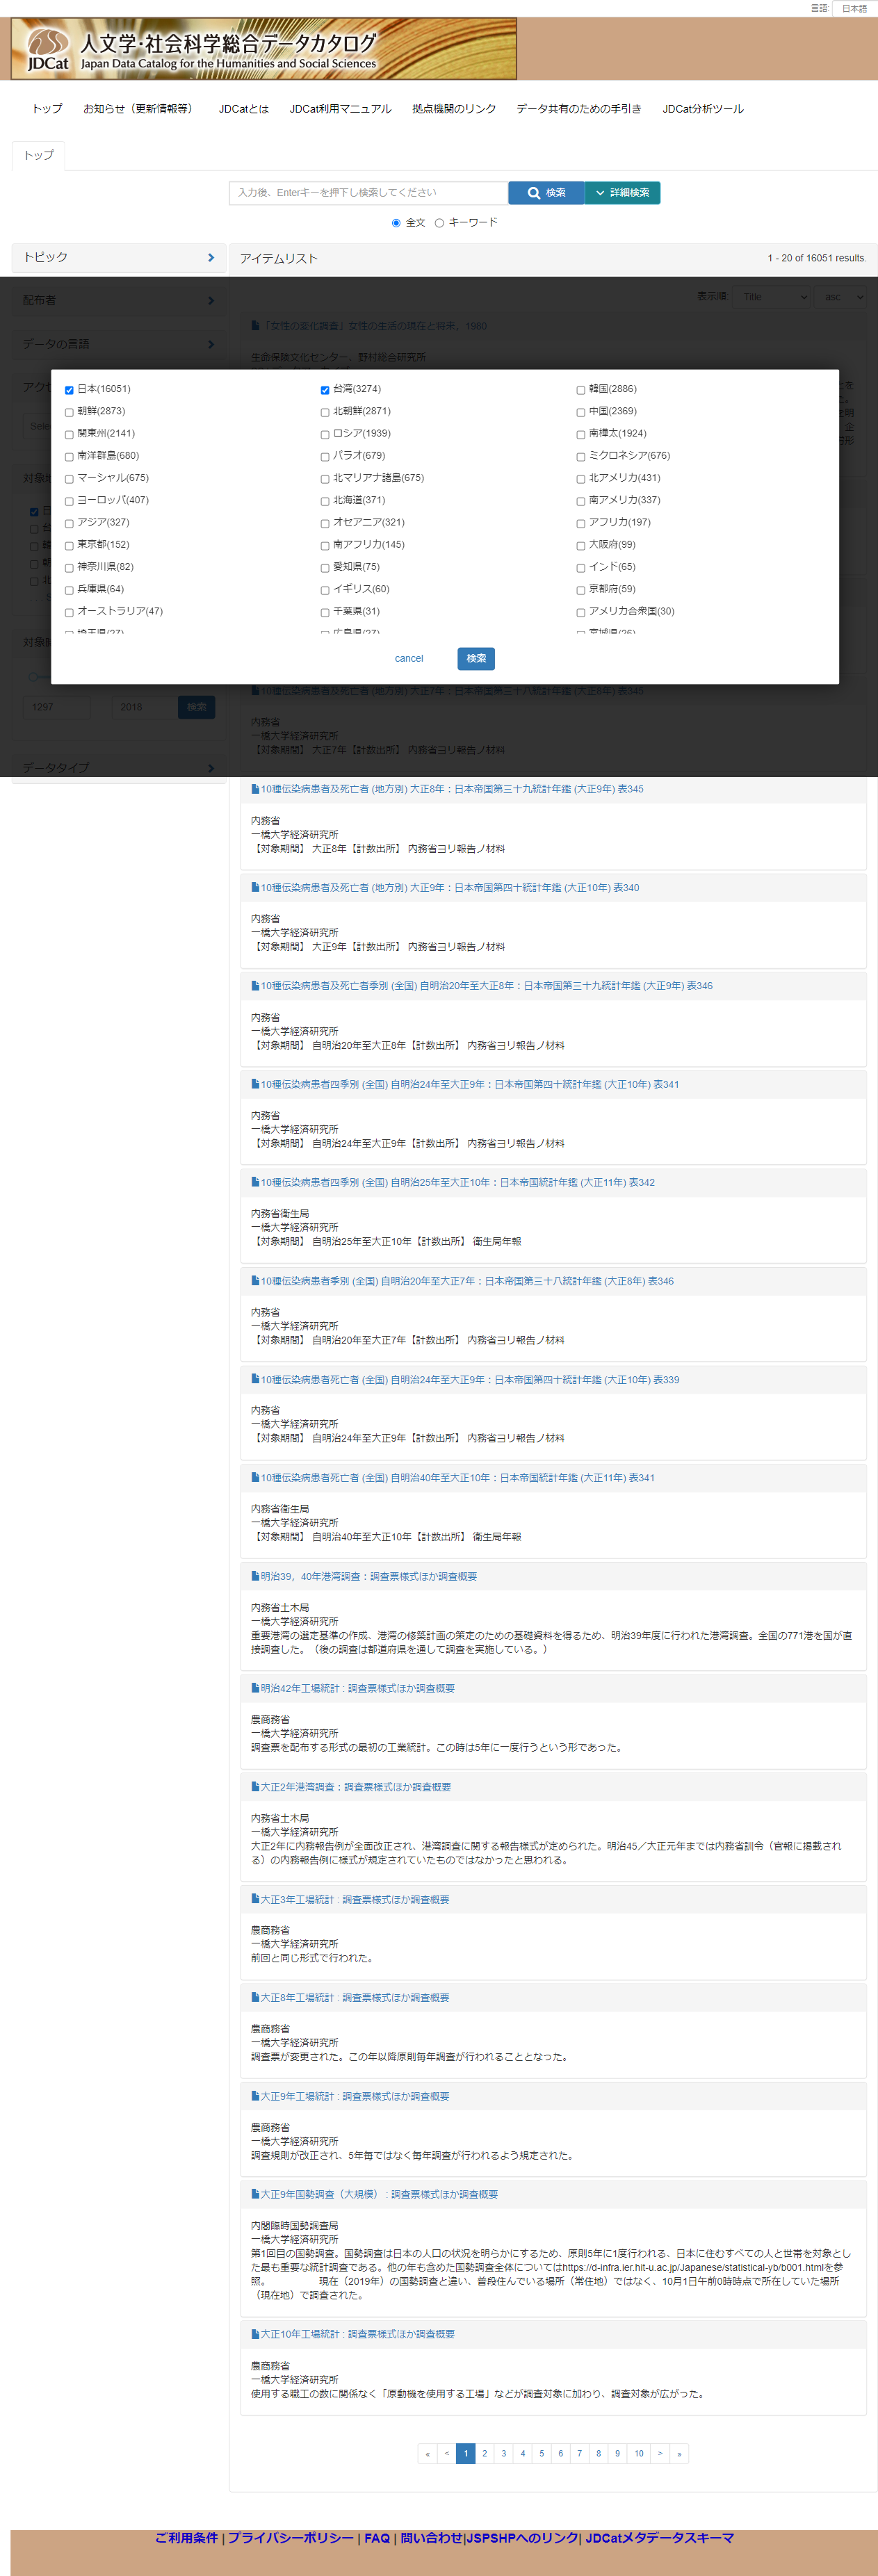 言語: 日本語
JDCat 人文学・社会科学総合データカタログ
Japan Data Catalog for the Humanities and Social Sciences
トップ お知らせ（更新情報等） JDCatとは JDCat利用マニュアル 拠点機関のリンク データ共有のための手引き JDCat分析ツール
トップ
入力後、Enterキーを押下し検索してください 検索 詳細検索
全文 キーワード
トピック
アイテムリスト 1 - 20 of 16051 results.
配布者
表示順 Title asc
データの言語
「女性の変化調査」女性の生活の現在と将来，1980
生命保険文化センター、野村総合研究所
日本(16051) 台湾(3274) 韓国(2886)
朝鮮(2873) 北朝鮮(2871) 中国(2369)
関東州(2141) ロシア(1939) 南樺太(1924)
南洋群島(680) パラオ(679) ミクロネシア(676)
マーシャル(675) 北マリアナ諸島(675) 北アメリカ(431)
ヨーロッパ(407) 北海道(371) 南アメリカ(337)
アジア(327) オセアニア(321) アフリカ(197)
東京都(152) 南アフリカ(145) 大阪府(99)
神奈川県(82) 愛知県(75) インド(65)
兵庫県(64) イギリス(60) 京都府(59)
オーストラリア(47) 千葉県(31) アメリカ合衆国(30)
埼玉県(27) 広島県(27) 宮城県(26)
cancel 検索
1297 2018 検索
データタイプ
10種伝染病患者及死亡者 (地方別) 大正7年：日本帝国第三十八統計年鑑 (大正8年) 表345
内務省
一橋大学経済研究所
【対象期間】 大正7年【計数出所】 内務省ヨリ報告ノ材料
10種伝染病患者及死亡者 (地方別) 大正8年：日本帝国第三十九統計年鑑 (大正9年) 表345
内務省
一橋大学経済研究所
【対象期間】 大正8年【計数出所】 内務省ヨリ報告ノ材料
10種伝染病患者及死亡者 (地方別) 大正9年：日本帝国第四十統計年鑑 (大正10年) 表340
内務省
一橋大学経済研究所
【対象期間】 大正9年【計数出所】 内務省ヨリ報告ノ材料
10種伝染病患者及死亡者季別 (全国) 自明治20年至大正8年：日本帝国第三十九統計年鑑 (大正9年) 表346
内務省
一橋大学経済研究所
【対象期間】 自明治20年至大正8年【計数出所】 内務省ヨリ報告ノ材料
10種伝染病患者四季別 (全国) 自明治24年至大正9年：日本帝国第四十統計年鑑 (大正10年) 表341
内務省
一橋大学経済研究所
【対象期間】 自明治24年至大正9年【計数出所】 内務省ヨリ報告ノ材料
10種伝染病患者四季別 (全国) 自明治25年至大正10年：日本帝国統計年鑑 (大正11年) 表342
内務省衛生局
一橋大学経済研究所
【対象期間】 自明治25年至大正10年【計数出所】 衛生局年報
10種伝染病患者季別 (全国) 自明治20年至大正7年：日本帝国第三十八統計年鑑 (大正8年) 表346
内務省
一橋大学経済研究所
【対象期間】 自明治20年至大正7年【計数出所】 内務省ヨリ報告ノ材料
10種伝染病患者死亡者 (全国) 自明治24年至大正9年：日本帝国第四十統計年鑑 (大正10年) 表339
内務省
一橋大学経済研究所
【対象期間】 自明治24年至大正9年【計数出所】 内務省ヨリ報告ノ材料
10種伝染病患者死亡者 (全国) 自明治40年至大正10年：日本帝国統計年鑑 (大正11年) 表341
内務省衛生局
一橋大学経済研究所
【対象期間】 自明治40年至大正10年【計数出所】 衛生局年報
明治39，40年港湾調査：調査票様式ほか調査概要
内務省土木局
一橋大学経済研究所
重要港湾の選定基準の作成、港湾の修築計画の策定のための基礎資料を得るため、明治39年度に行われた港湾調査。全国の771港を国が直
接調査した。（後の調査は都道府県を通して調査を実施している。）
明治42年工場統計：調査票様式ほか調査概要
農商務省
一橋大学経済研究所
調査票を配布する形式の最初の工業統計。この時は5年に一度行うという形であった。
大正2年港湾調査：調査票様式ほか調査概要
内務省土木局
一橋大学経済研究所
大正2年に内務報告例が全面改正され、港湾調査に関する報告様式が定められた。明治45／大正元年までは内務省訓令（官報に掲載され
る）の内務報告例に様式が規定されていたものではなかったと思われる。
大正3年工場統計：調査票様式ほか調査概要
農商務省
一橋大学経済研究所
前回と同じ形式で行われた。
大正8年工場統計：調査票様式ほか調査概要
農商務省
一橋大学経済研究所
調査票が変更された。この年以降原則毎年調査が行われることとなった。
大正9年工場統計：調査票様式ほか調査概要
農商務省
一橋大学経済研究所
調査規則が改正され、5年毎ではなく毎年調査が行われるよう規定された。
大正9年国勢調査（大規模）：調査票様式ほか調査概要
内閣臨時国勢調査局
一橋大学経済研究所
第1回目の国勢調査。国勢調査は日本の人口の状況を明らかにするため、原則5年に1度行われる、日本に住むすべての人と世帯を対象とし
た最も重要な統計調査である。他の年も含めた国勢調査全体についてはhttps://d-infra.ier.hit-u.ac.jp/Japanese/statistical-yb/b001.htmlを参
照。 現在（2019年）の国勢調査と違い、普段住んでいる場所（常住地）ではなく、10月1日午前0時時点で所在していた場所
（現在地）で調査された。
大正10年工場統計：調査票様式ほか調査概要
農商務省
一橋大学経済研究所
使用する職工の数に関係なく「原動機を使用する工場」などが調査対象に加わり、調査対象が広がった。
« < 1 2 3 4 5 6 7 8 9 10 > »
ご利用条件 | プライバシーポリシー | FAQ | 問い合わせ|JSPSHPへのリンク| JDCatメタデータスキーマ